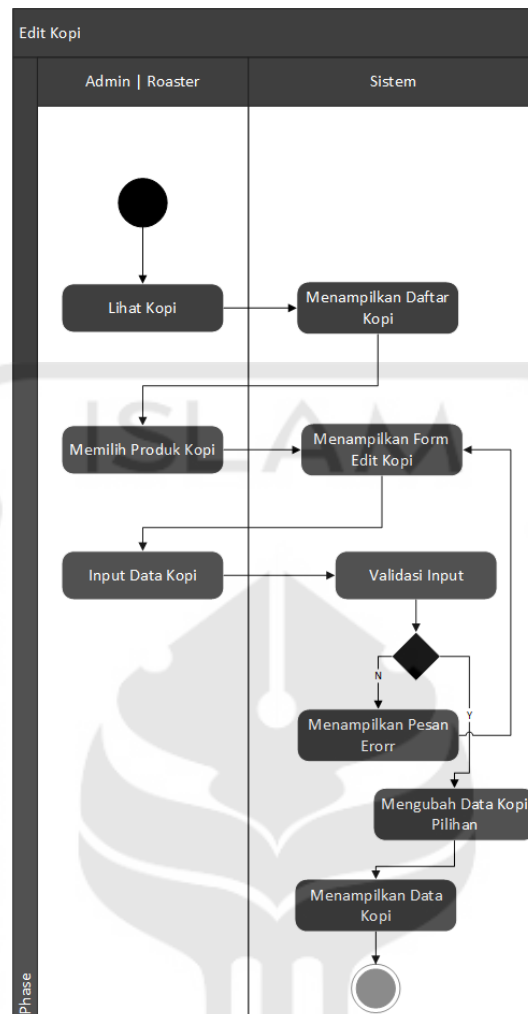 Edit Kopi
Admin | Roaster
Sistem
Lihat Kopi
Menampilkan Daftar
Kopi
ISLAM
Memilih Produk Kopi
Menampilkan Form
Edit Kopi
Input Data Kopi
Validasi Input
N
Y
Menampilkan Pesan
Erorr
Mengubah Data Kopi
Pilihan
Menampilkan Data
Kopi
Phase